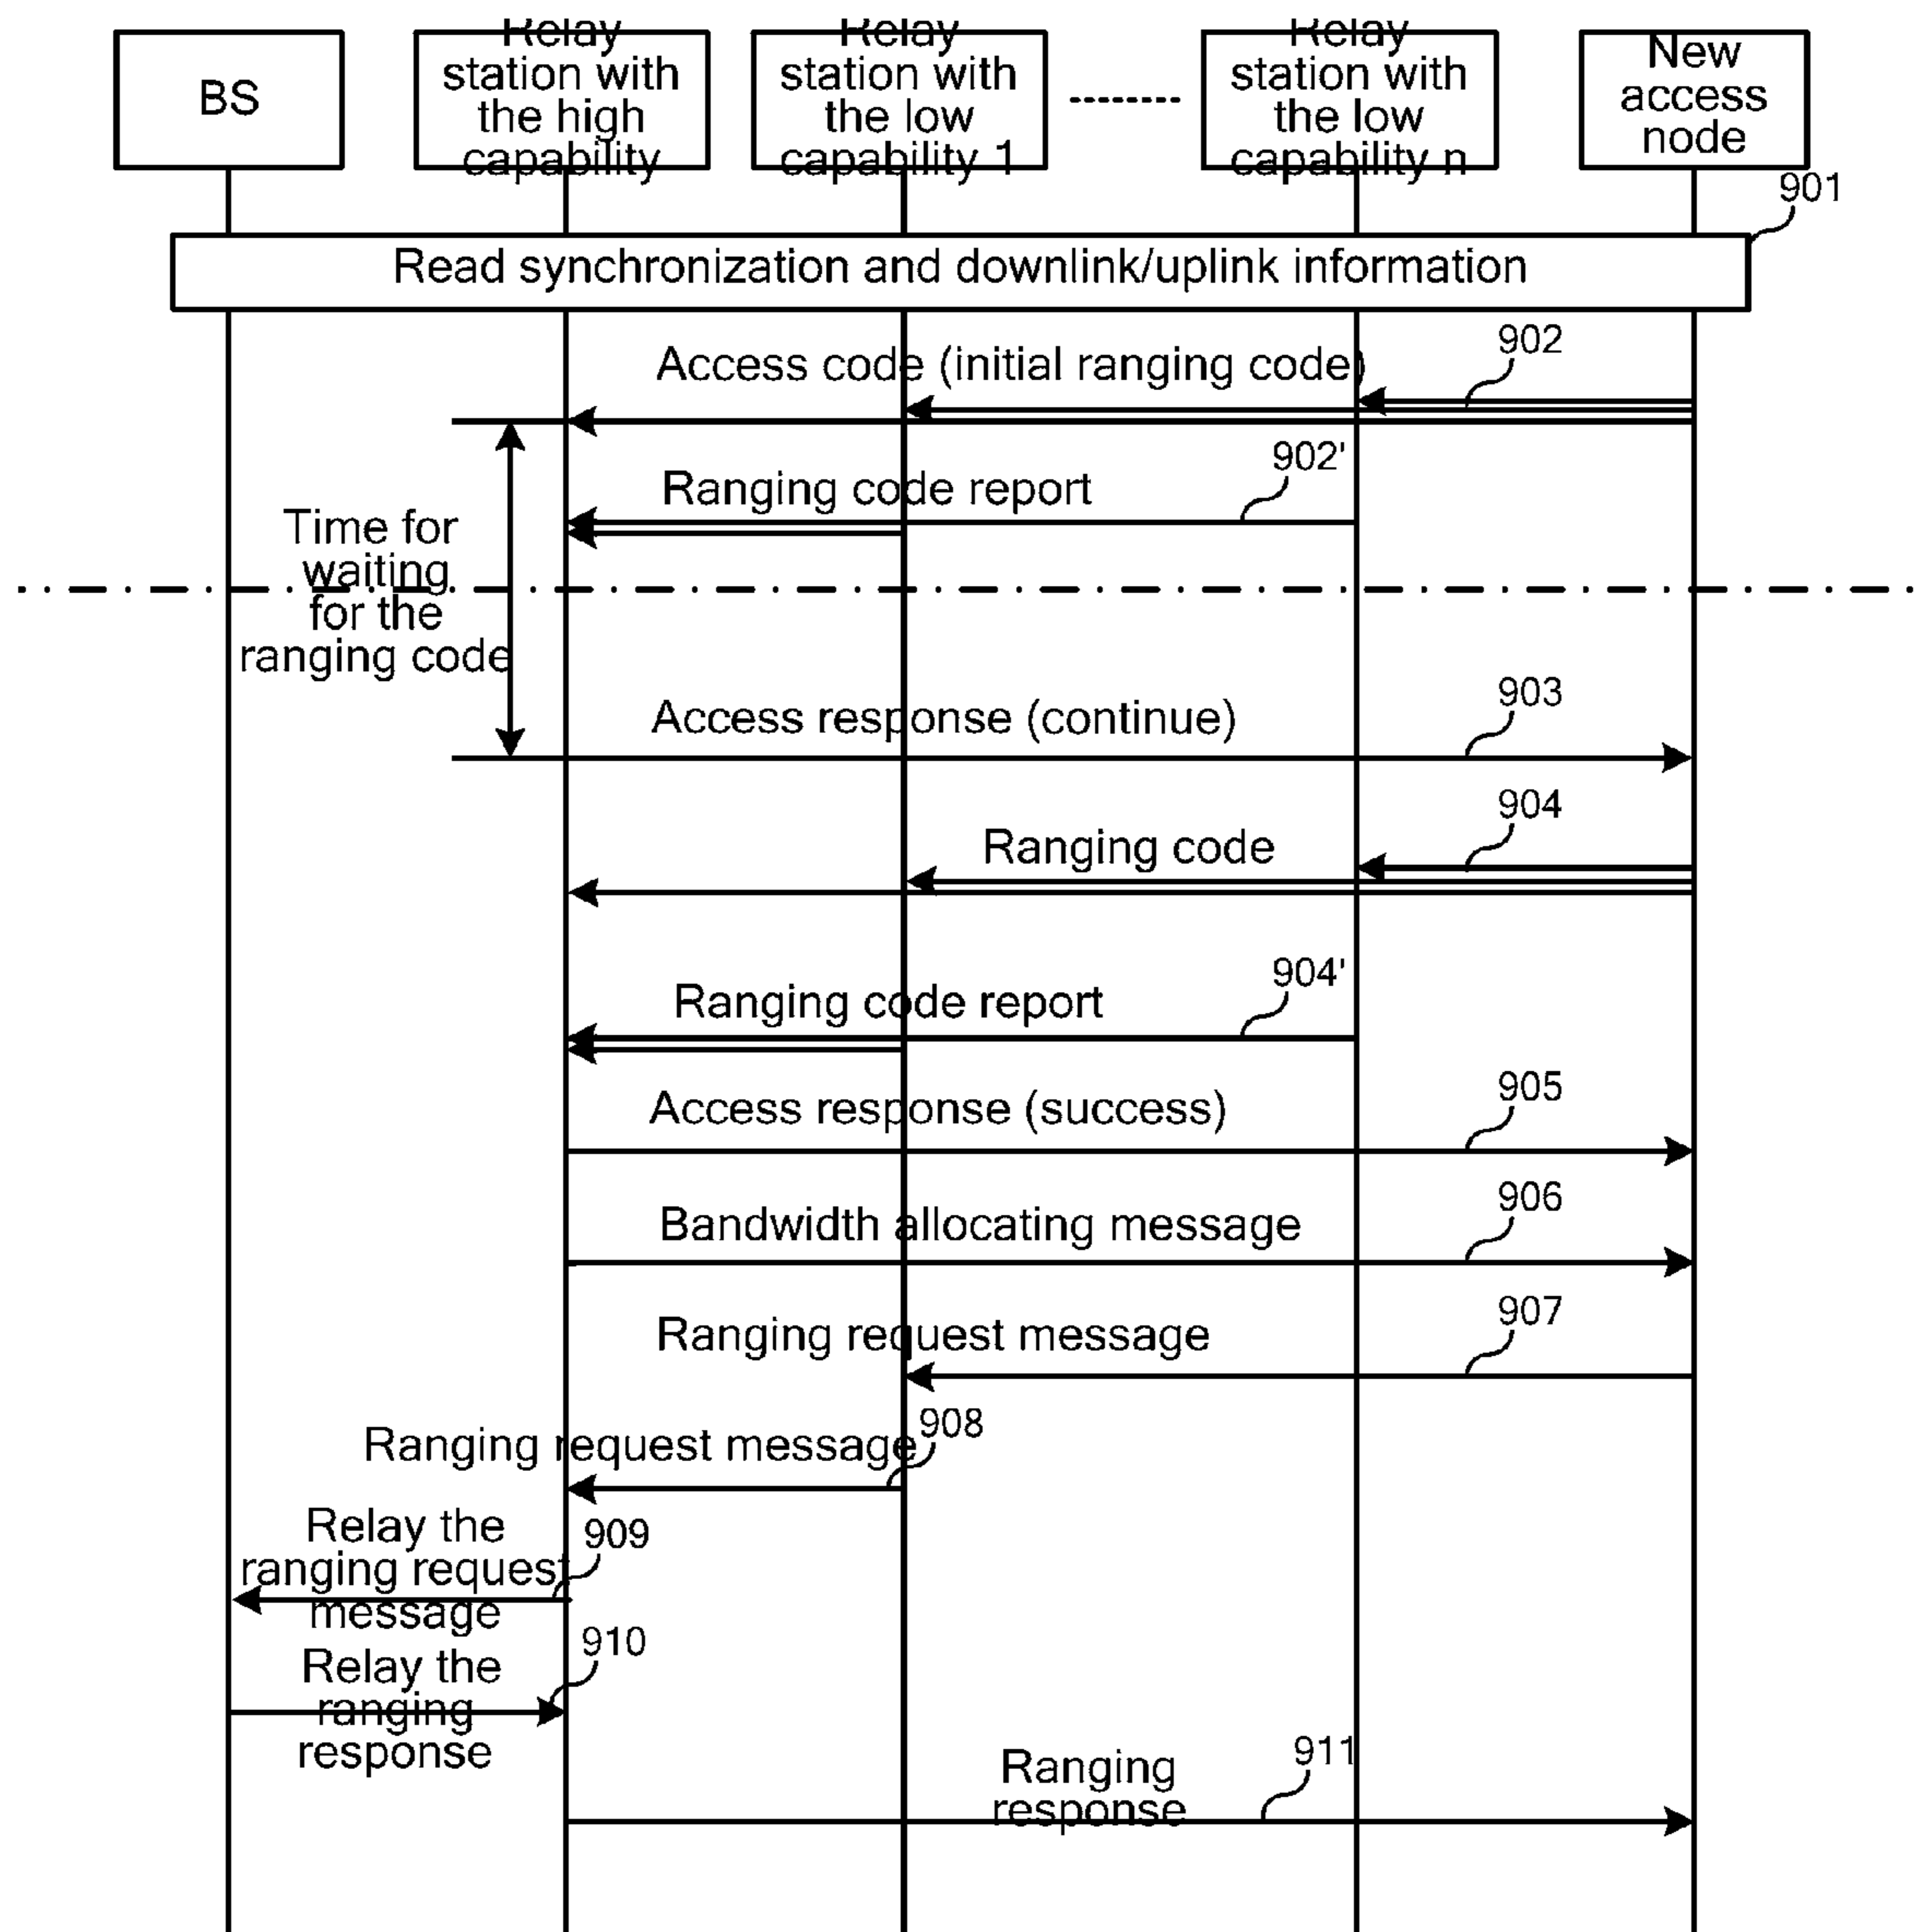 BS
Relay
station with
the high
capability
Relay
station with
the low
capability 1
Relay
station with
the low
capability n
New
access
node
901
Read synchronization and downlink/uplink information
902
Access code (initial ranging code)
902'
Ranging code report
Time for
waiting
for the
ranging code
903
Access response (continue)
904
Ranging code
904'
Ranging code report
905
Access response (success)
906
Bandwidth allocating message
907
Ranging request message
908
Ranging request message
Relay the
ranging request
message
909
910
Relay the
ranging
response
911
Ranging
response